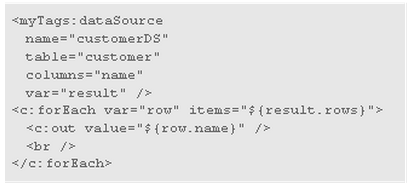 <myTags:dataSource
name="customerDS"
table="customer"
columns="name"
var="result" />
<c:forEach var="row" items="${result.rows}">
<c:out value="${row.name}" />
<br />
</c:forEach>